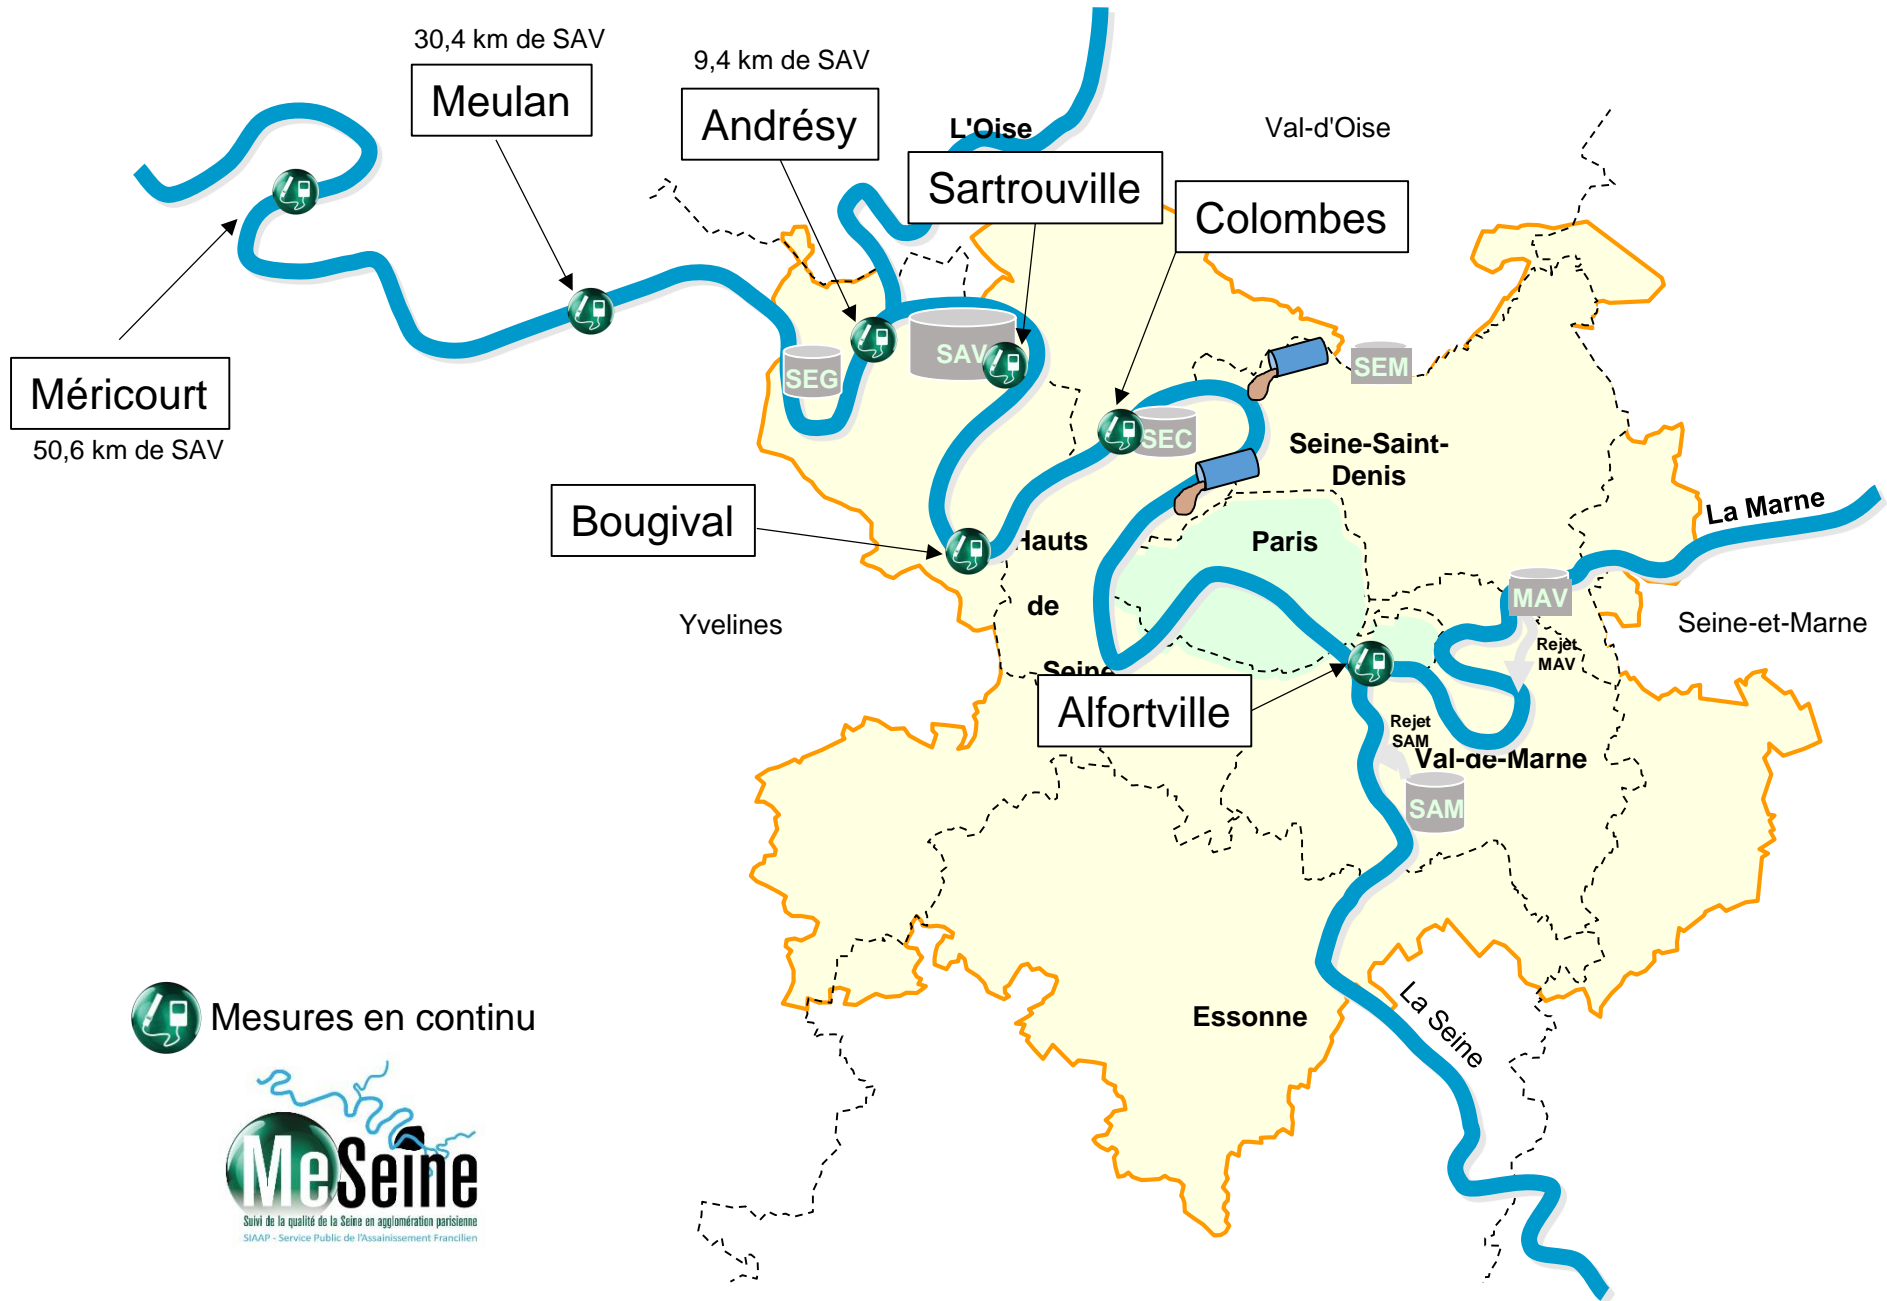 30,4 km de SAV
Meulan
9,4 km de SAV
Andrésy
L'Oise
Val-d'Oise
Sartrouville
Colombes
Méricourt
50,6 km de SAV
SEG
SAV
SEM
SEC
Seine-Saint-
Denis
La Marne
Bougival
Hauts
de
Seine
Paris
MAV
Rejet
MAV
Yvelines
Seine-et-Marne
Alfortville
Rejet
SAM
Val-de-Marne
SAM
La Seine
Essonne
Mesures en continu
MeSeine
Suivi de la qualité de la Seine en agglomération parisienne
SIAAP - Service Public de l'Assainissement Francilien